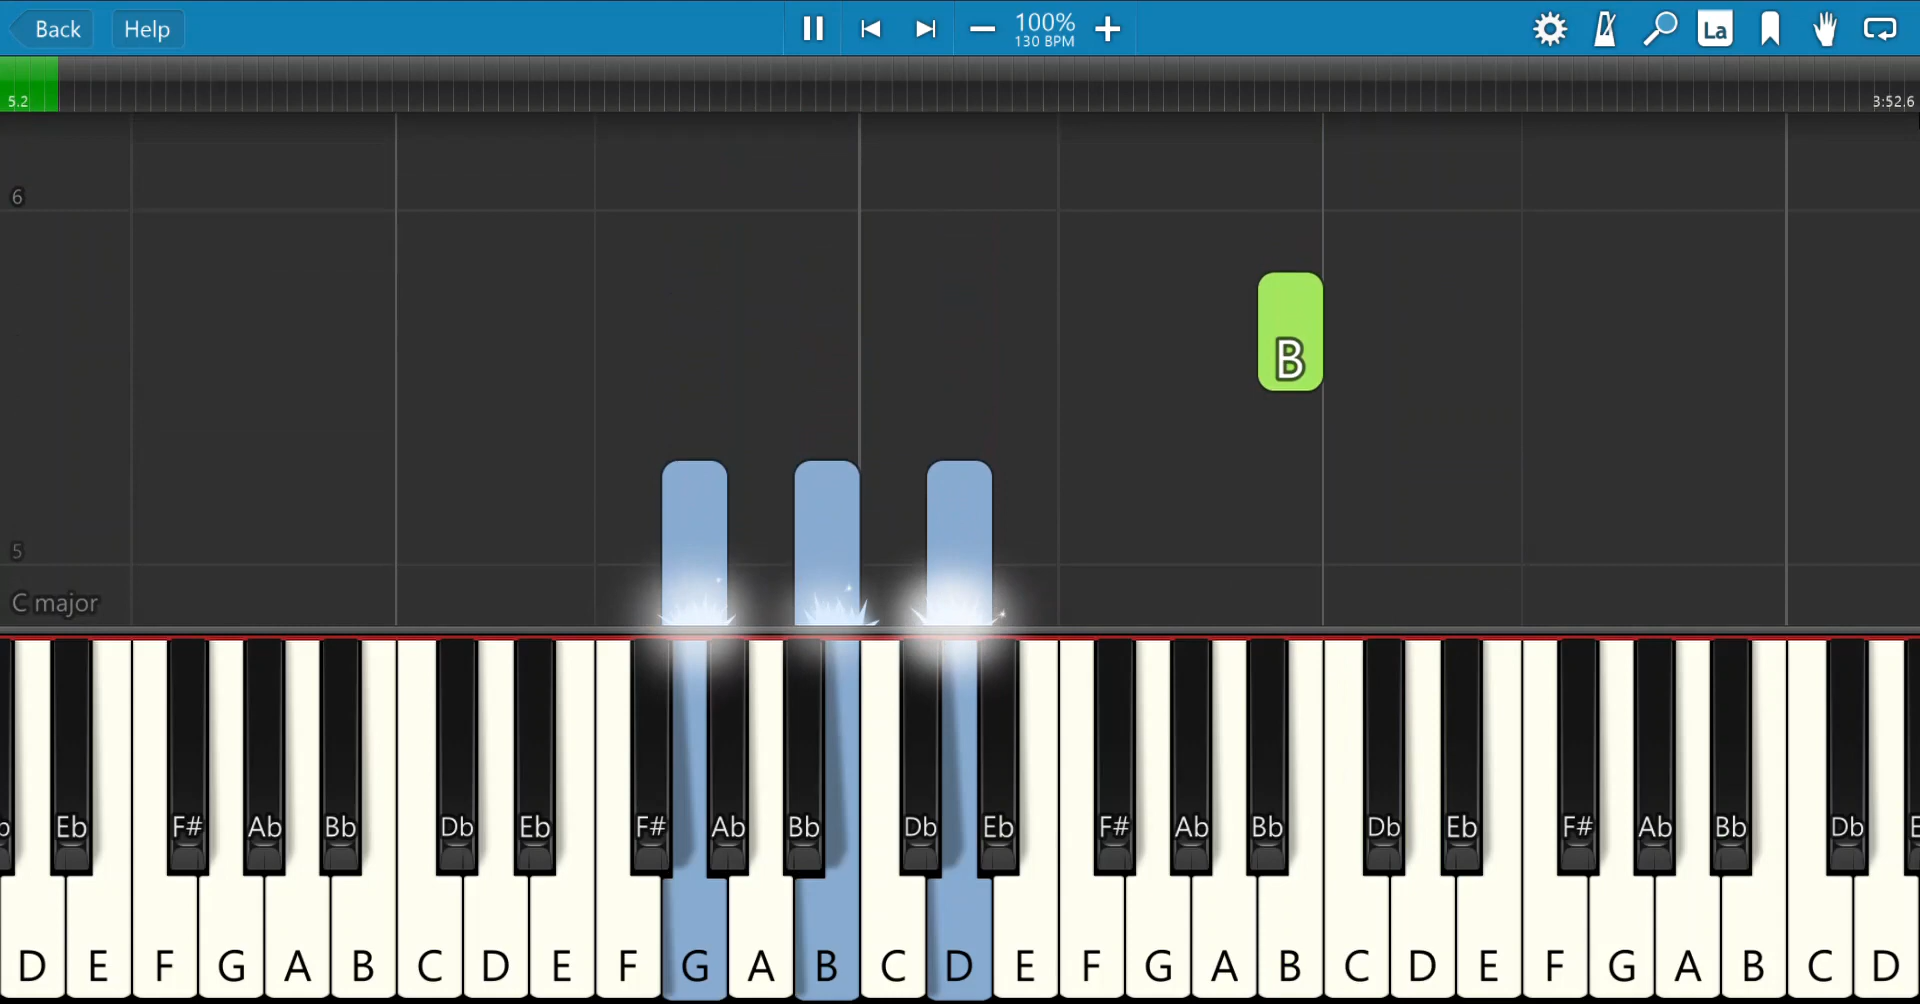 Back Help 100% La
130 BPM
5.2 3:52.6
6
B
5
C major
Eb F# Ab Bb Db Eb F# Ab Bb Db Eb F# Ab Bb Db Eb F# Ab Bb Db
D E F G A B C D E F G A B C D E F G A B C D E F G A B C D